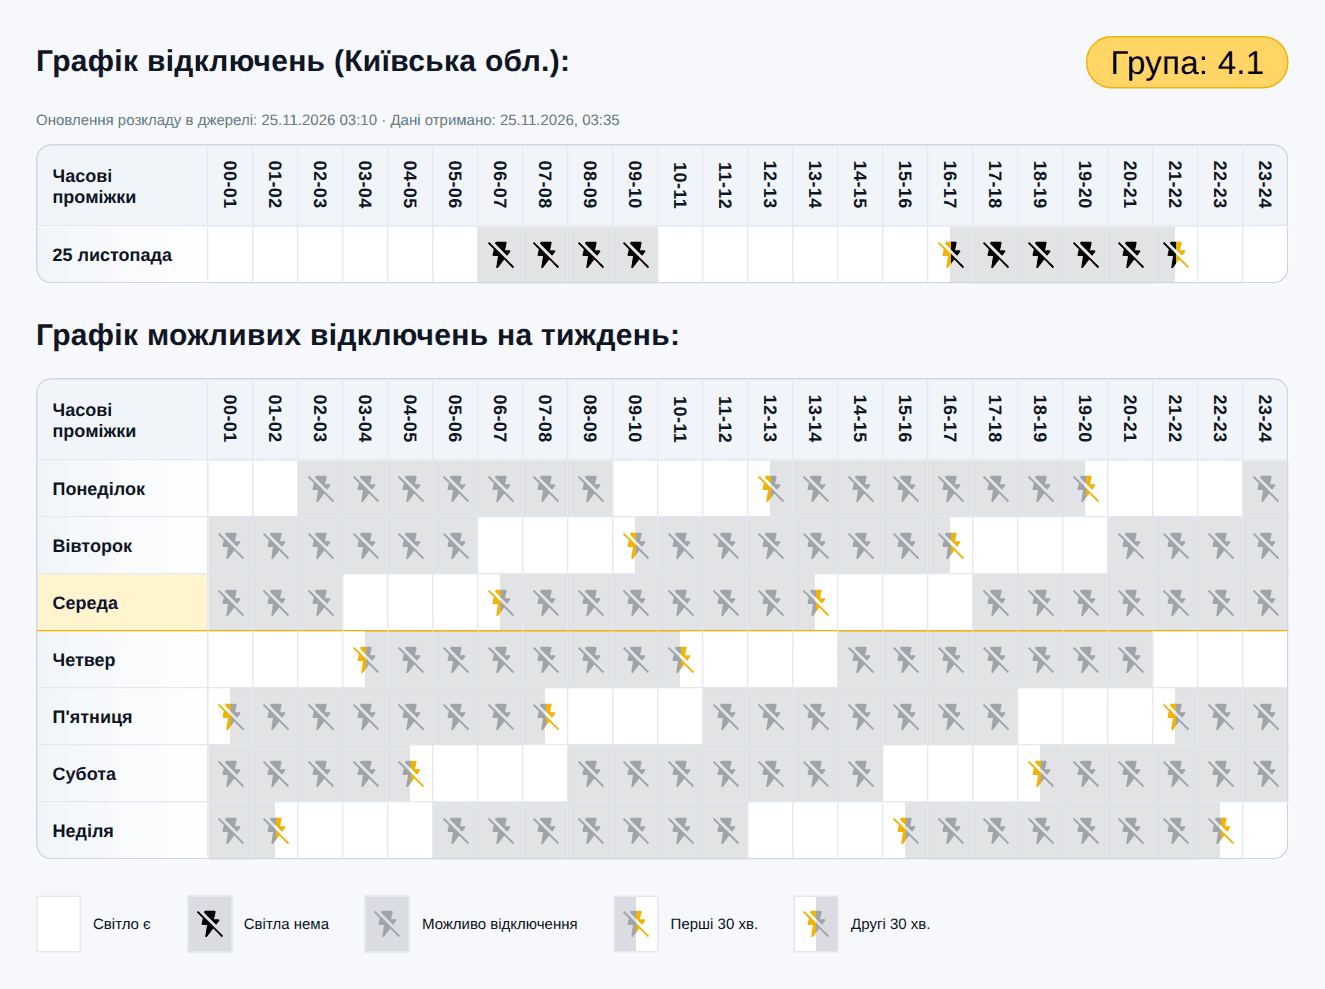 Графік відключень (Київська обл.):
Група: 4.1
Оновлення розкладу в джерелі: 25.11.2026 03:10 · Дані отримано: 25.11.2026, 03:35
Часові проміжки 00-01 01-02 02-03 03-04 04-05 05-06 06-07 07-08 08-09 09-10 10-11 11-12 12-13 13-14 14-15 15-16 16-17 17-18 18-19 19-20 20-21 21-22 22-23 23-24
25 листопада
Графік можливих відключень на тиждень:
Часові проміжки 00-01 01-02 02-03 03-04 04-05 05-06 06-07 07-08 08-09 09-10 10-11 11-12 12-13 13-14 14-15 15-16 16-17 17-18 18-19 19-20 20-21 21-22 22-23 23-24
Понеділок
Вівторок
Середа
Четвер
П'ятниця
Субота
Неділя
Світло є
Світла нема
Можливо відключення
Перші 30 хв.
Другі 30 хв.